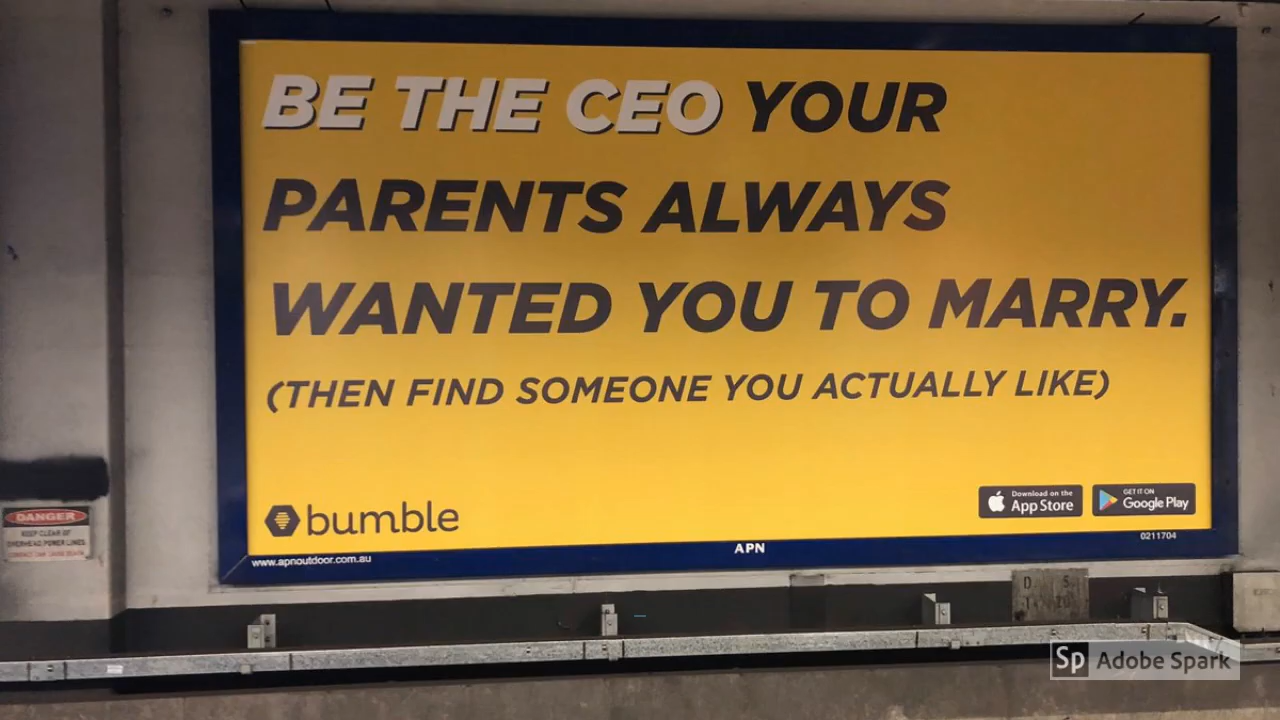 BE THE CEO YOUR
PARENTS ALWAYS
WANTED YOU TO MARRY.
(THEN FIND SOMEONE YOU ACTUALLY LIKE)
bumble
Download on the
App Store
GET IT ON
Google Play
www.apnoutdoor.com.au
APN
0211704
DANGER
KEEP CLEAR OF
OVERHEAD POWER LINES
Sp Adobe Spark